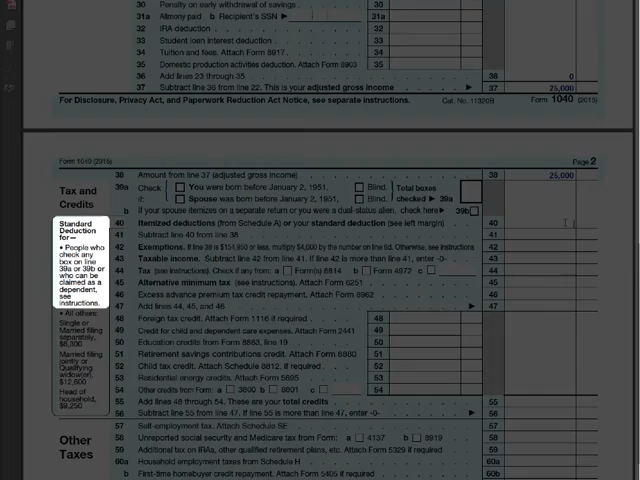 30 Penalty on early withdrawal of savings . . . . . . 30
31a Alimony paid b Recipient's SSN ▶ 31a
32 IRA deduction . . . . . . . . . . . . . 32
33 Student loan interest deduction . . . . . . . . 33
34 Tuition and fees. Attach Form 8917 . . . . . . . 34
35 Domestic production activities deduction. Attach Form 8903 35
36 Add lines 23 through 35 . . . . . . . . . . . . . . . . . . . 36 0
37 Subtract line 36 from line 22. This is your adjusted gross income . . . . . ▶ 37 25,000
For Disclosure, Privacy Act, and Paperwork Reduction Act Notice, see separate instructions. Cat. No. 11320B Form 1040 (2015)
Form 1040 (2015) Page 2
38 Amount from line 37 (adjusted gross income) . . . . . . . . . . . . . . 38 25,000
39a Check if: You were born before January 2, 1951, Blind. Total boxes
Spouse was born before January 2, 1951, Blind. checked ▶ 39a
b If your spouse itemizes on a separate return or you were a dual-status alien, check here ▶ 39b
Tax and
Credits
Standard
Deduction
for—
• People who
check any
box on line
39a or 39b or
who can be
claimed as a
dependent,
see
instructions.
• All others:
Single or
Married filing
separately,
$6,300
Married filing
jointly or
Qualifying
widow(er),
$12,600
Head of
household,
$9,250
40 Itemized deductions (from Schedule A) or your standard deduction (see left margin) . . 40
41 Subtract line 40 from line 38 . . . . . . . . . . . . . . . . . . 41
42 Exemptions. If line 38 is $154,950 or less, multiply $4,000 by the number on line 6d. Otherwise, see instructions 42
43 Taxable income. Subtract line 42 from line 41. If line 42 is more than line 41, enter -0- . . 43
44 Tax (see instructions). Check if any from: a Form(s) 8814 b Form 4972 c 44
45 Alternative minimum tax (see instructions). Attach Form 6251 . . . . . . . . . 45
46 Excess advance premium tax credit repayment. Attach Form 8962 . . . . . . . . 46
47 Add lines 44, 45, and 46 . . . . . . . . . . . . . . . . . . . ▶ 47
48 Foreign tax credit. Attach Form 1116 if required . . . . 48
49 Credit for child and dependent care expenses. Attach Form 2441 49
50 Education credits from Form 8863, line 19 . . . . . 50
51 Retirement savings contributions credit. Attach Form 8880 51
52 Child tax credit. Attach Schedule 8812, if required . . . 52
53 Residential energy credits. Attach Form 5695 . . . . 53
54 Other credits from Form: a 3800 b 8801 c 54
55 Add lines 48 through 54. These are your total credits . . . . . . . . . . . 55
56 Subtract line 55 from line 47. If line 55 is more than line 47, enter -0- . . . . . ▶ 56
Other
Taxes
57 Self-employment tax. Attach Schedule SE . . . . . . . . . . . . . . 57
58 Unreported social security and Medicare tax from Form: a 4137 b 8919 . . 58
59 Additional tax on IRAs, other qualified retirement plans, etc. Attach Form 5329 if required . . 59
60a Household employment taxes from Schedule H . . . . . . . . . . . . . 60a
b First-time homebuyer credit repayment. Attach Form 5405 if required . . . . . . . 60b